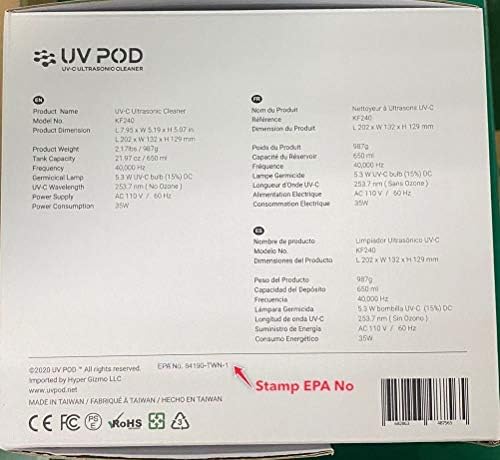 UV POD
UV-C ULTRASONIC CLEANER
EN
Product Name UV-C Ultrasonic Cleaner
Model No. KF240
Product Dimension L 7.95 x W 5.19 x H 5.07 in
L 202 x W 132 x H 129 mm
Product Weight 2.17lbs / 987g
Tank Capacity 21.97 oz / 650 ml
Frequency 40,000 Hz
Germicical Lamp 5.3 W UV-C bulb (15%) DC
UV-C Wavelength 253.7nm ( No Ozone )
Power Supply AC 110 V / 60 Hz
Power Consumption 35W
FR
Nom du Produit Nettoyeur à Ultrasons UV-C
Référence KF240
Dimension du Produit L 202 x W 132 x H 129 mm
Poids du Produit 987g
Capacité du Réservoir 650 ml
Fréquence 40,000 Hz
Lampe Germicide 5.3 W UV-C bulb (15%) DC
Longueur d'Onde UV-C 253.7 nm ( Sans Ozone )
Alimentation Electrique AC 110 V / 60 Hz
Consommation Electrique 35W
ES
Nombre de producto Limpiador Ultrasónico UV-C
Modelo No. KF240
Dimensiones del Producto L 202 x W 132 x H 129 mm
Peso del Producto 987g
Capacidad del Depósito 650 ml
Frecuencia 40,000 Hz
Lámpara Germicida 5.3 W bombilla UV-C (15%) DC
Longitud de onda UV-C 253.7 nm ( Sin Ozono )
Suministro de Energía AC 110 V / 60 Hz
Consumo Energético 35W
©2020 UV POD ™ All rights reserved.
Imported by Hyper Gizmo LLC
www.uvpod.net
EPA No. 94190-TWN-1
Stamp EPA No
MADE IN TAIWAN / FABRIQUÉ À TAIWAN / HECHO EN TAIWAN
CE FC PSE RoHS 3